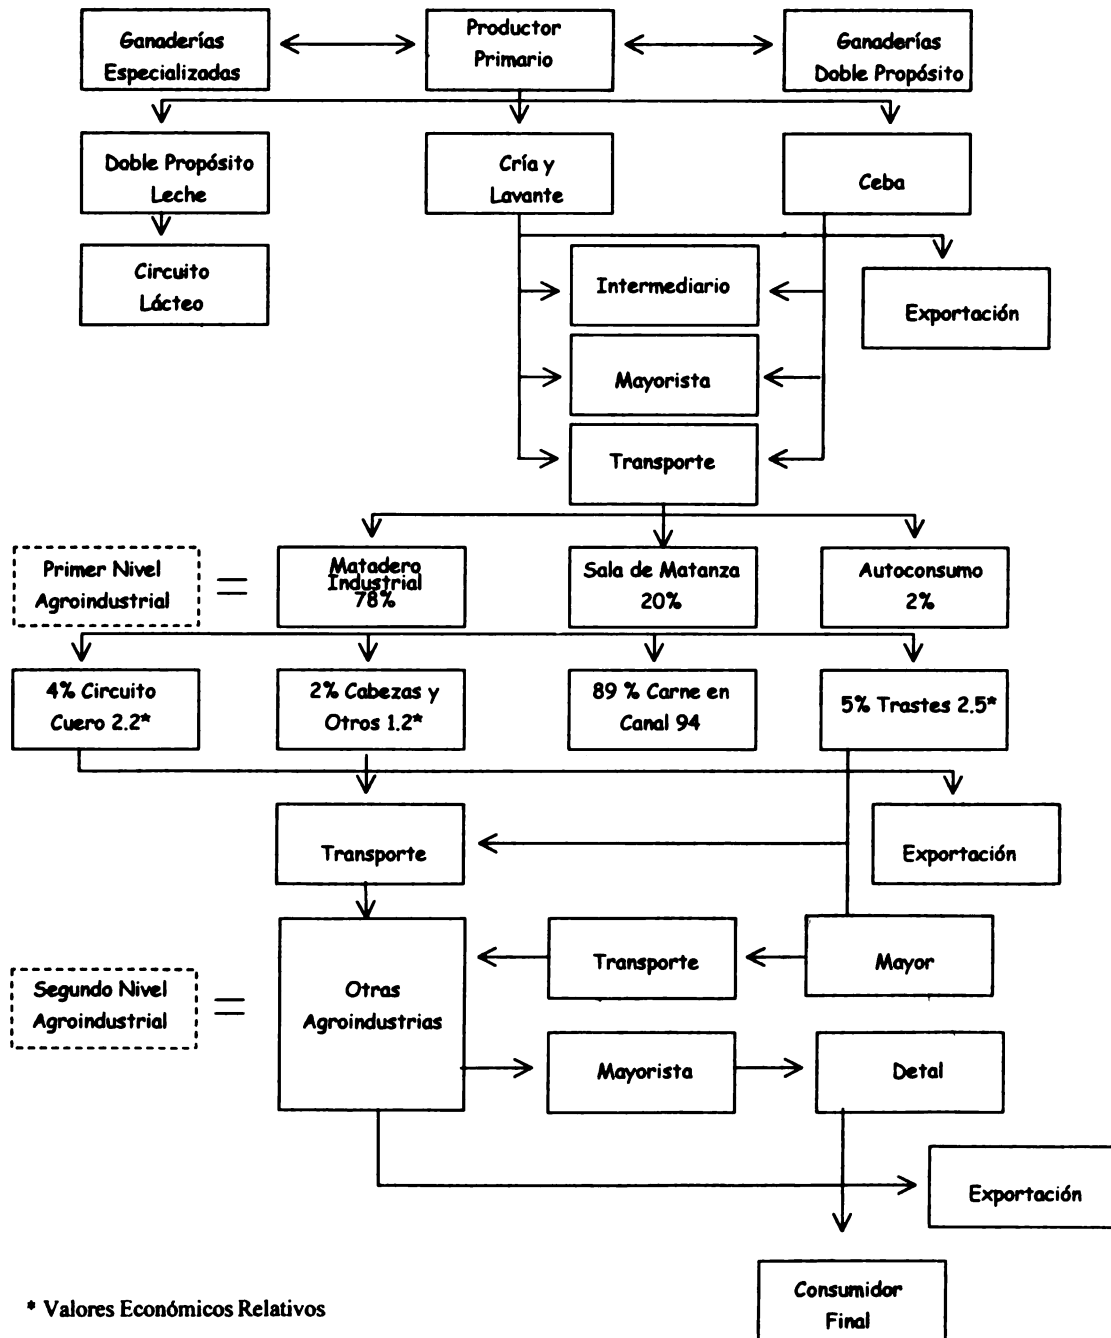 Ganaderías
Especializadas
Productor
Primario
Ganaderías
Doble Propósito
Doble Propósito
Leche
Cría y
Lavante
Ceba
Circuito
Lácteo
Intermediario
Exportación
Mayorista
Transporte
Primer Nivel
Agroindustrial
=
Matadero
Industrial
78%
Sala de Matanza
20%
Autoconsumo
2%
4% Circuito
Cuero 2.2*
2% Cabezas y
Otros 1.2*
89 % Carne en
Canal 94
5% Trastes 2.5*
Transporte
Exportación
Segundo Nivel
Agroindustrial
=
Otras
Agroindustrias
Transporte
Mayor
Mayorista
Detal
Exportación
Consumidor
Final
* Valores Económicos Relativos